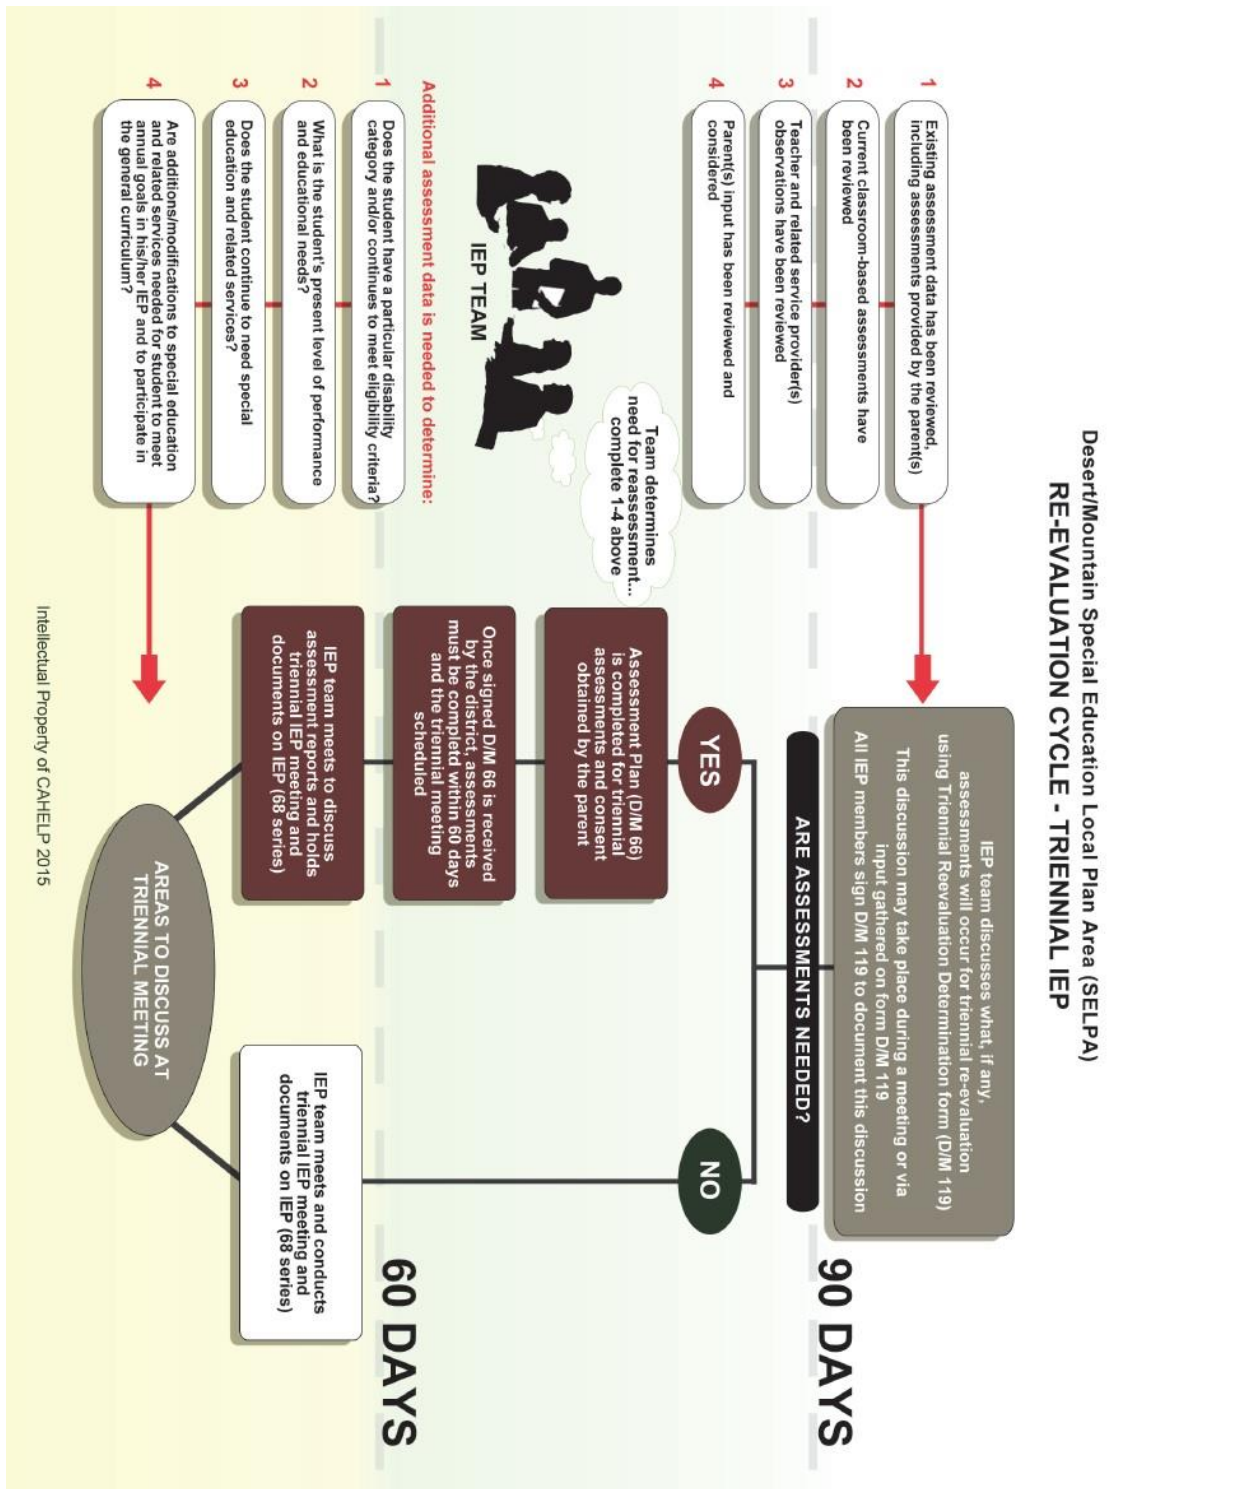 Desert/Mountain Special Education Local Plan Area (SELPA)
RE-EVALUATION CYCLE - TRIENNIAL IEP
1
Existing assessment data has been reviewed,
including assessments provided by the parent(s)
2
Current classroom-based assessments have
been reviewed
3
Teacher and related service provider(s)
observations have been reviewed
4
Parent(s) input has been reviewed and
considered
IEP team discusses what, if any,
assessments will occur for triennial re-evaluation
using Triennial Reevaluation Determination form (D/M 119)
This discussion may take place during a meeting or via
input gathered on form D/M 119
All IEP members sign D/M 119 to document this discussion
90 DAYS
ARE ASSESSMENTS NEEDED?
YES
NO
Team determines
need for reassessment...
complete 1-4 above
IEP TEAM
Assessment Plan (D/M 66)
is completed for triennial
assessments and consent
obtained by the parent
Once signed D/M 66 is received
by the district, assessments
must be completd within 60 days
and the triennial meeting
scheduled
60 DAYS
Additional assessment data is needed to determine:
1
Does the student have a particular disability
category and/or continues to meet eligibility criteria?
2
What is the student's present level of performance
and educational needs?
3
Does the student continue to need special
education and related services?
4
Are additions/modifications to special education
and related services needed for student to meet
annual goals in his/her IEP and to participate in
the general curriculum?
IEP team meets to discuss
assessment reports and holds
triennial IEP meeting and
documents on IEP (68 series)
IEP team meets and conducts
triennial IEP meeting and
documents on IEP (68 series)
AREAS TO DISCUSS AT
TRIENNIAL MEETING
Intellectual Property of CAHELP 2015